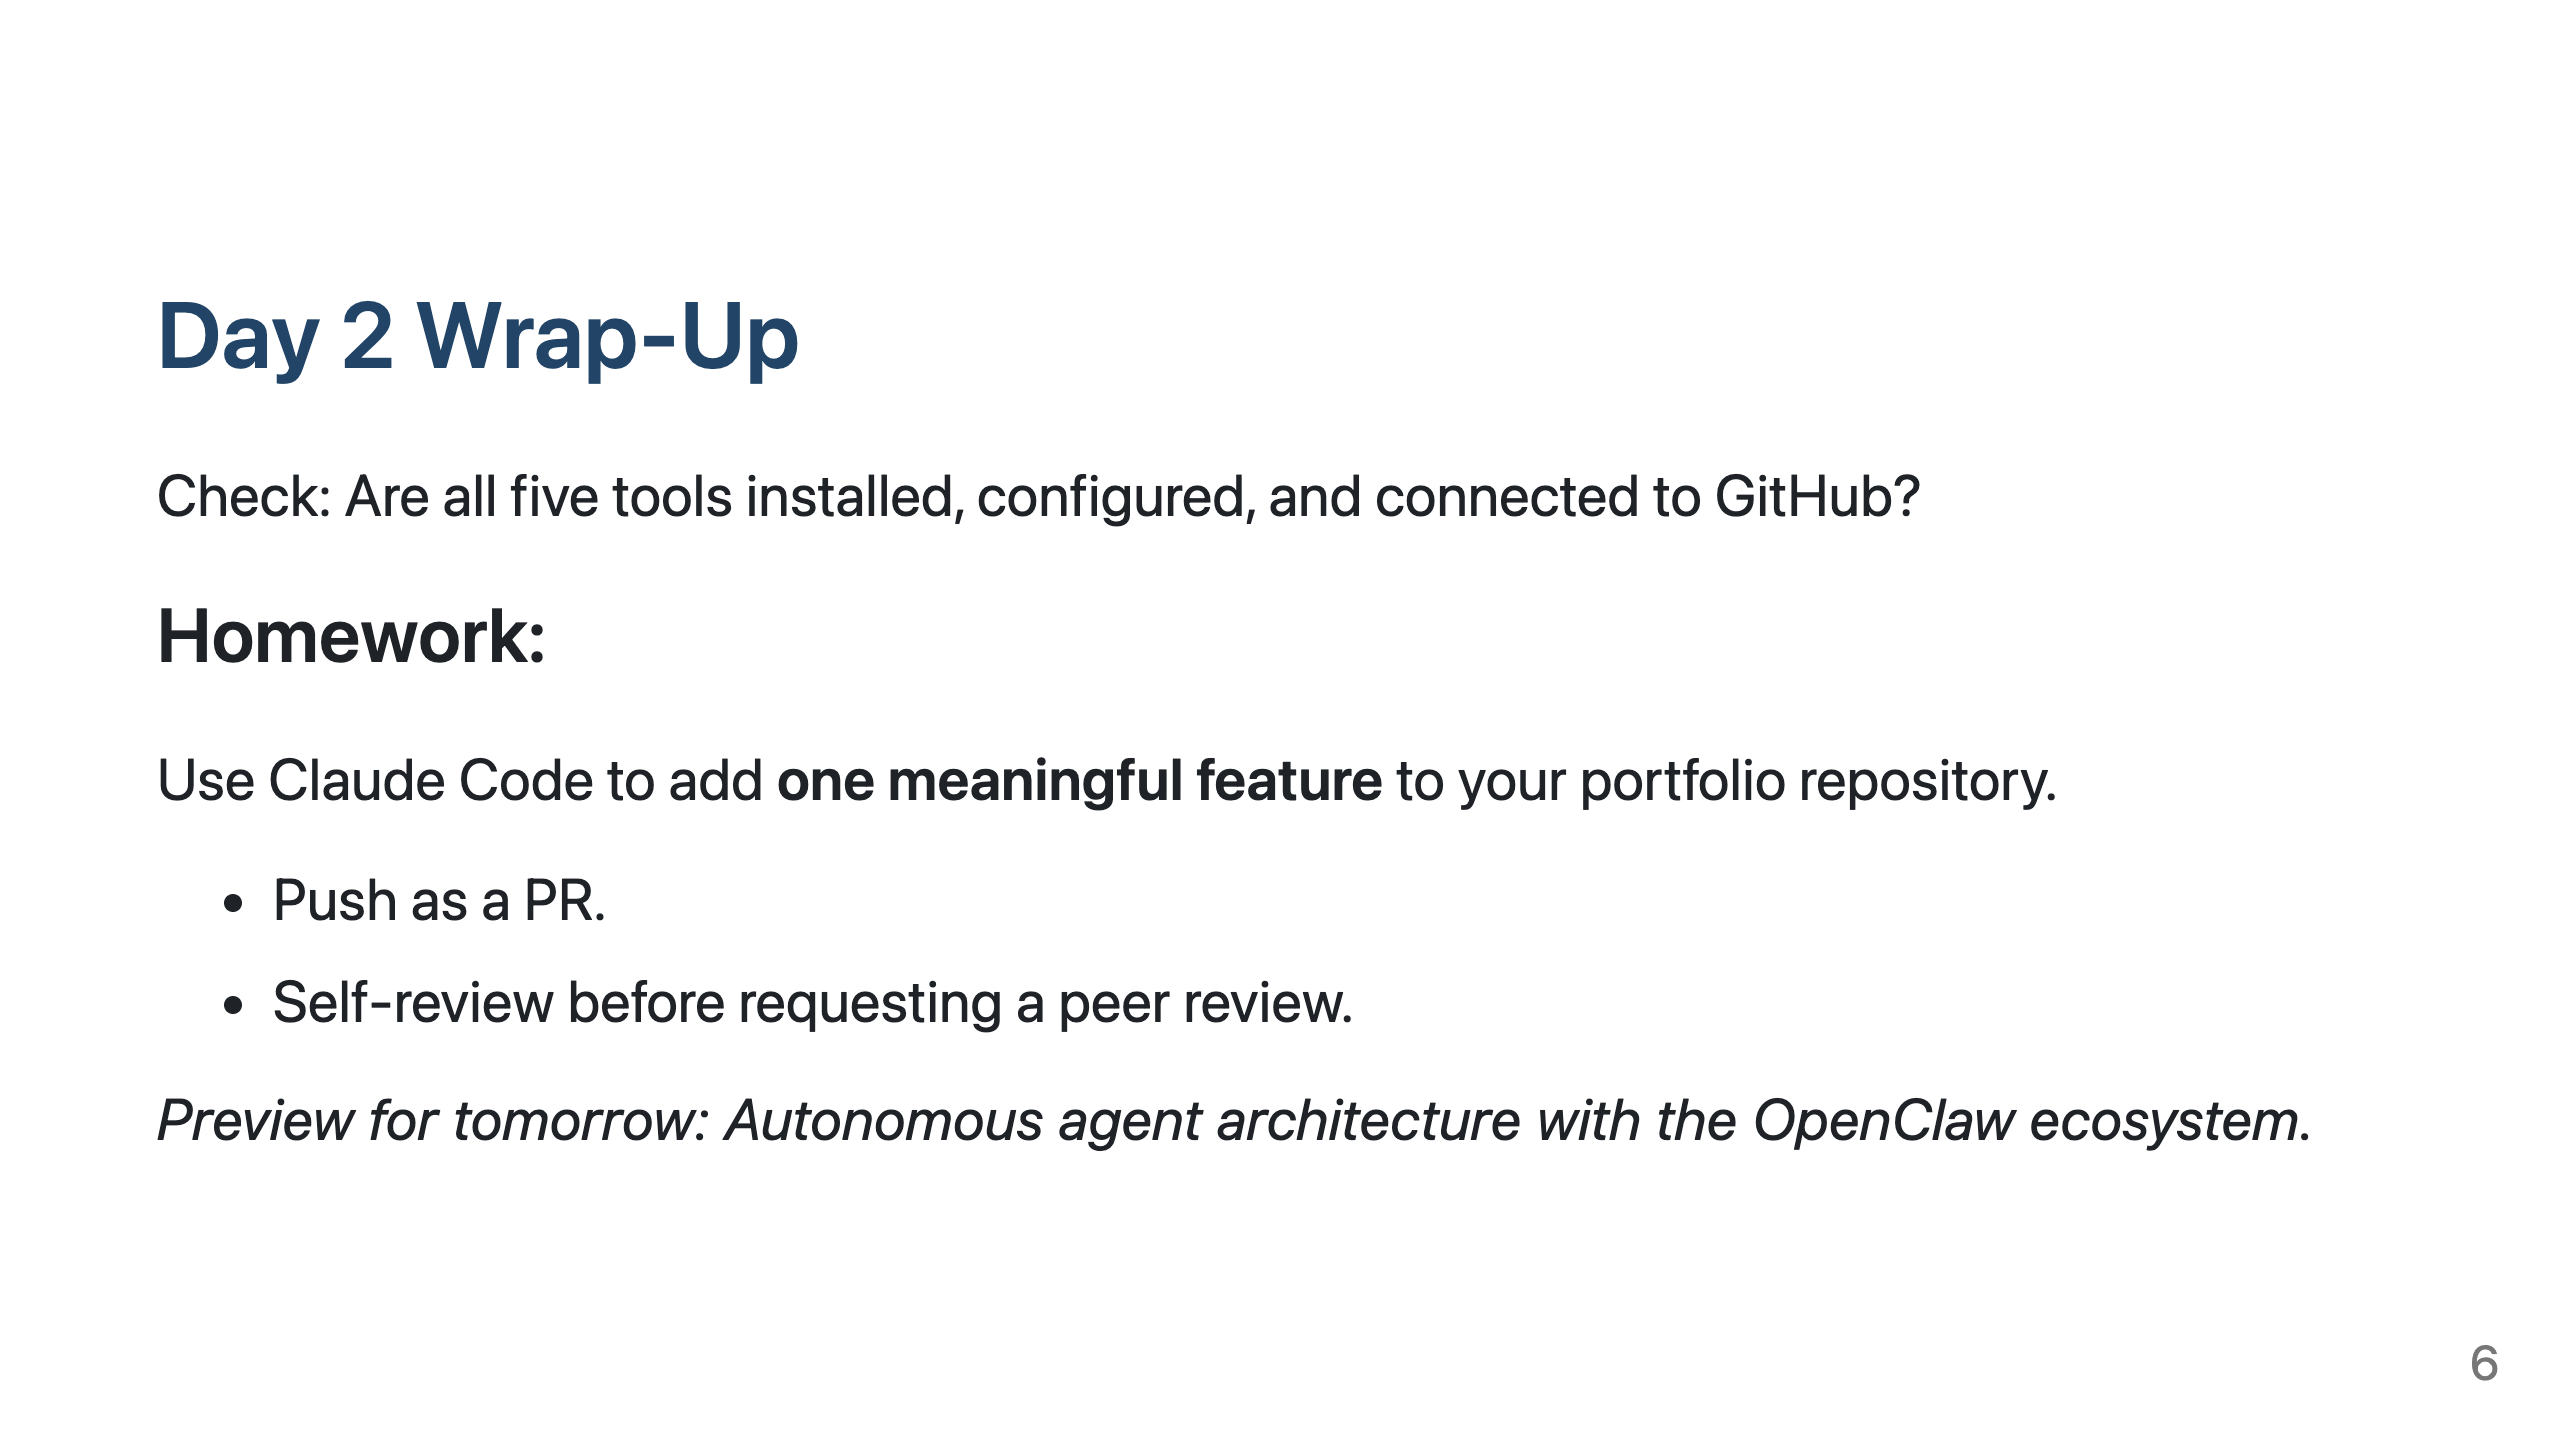 Day 2 Wrap-Up
Check: Are all five tools installed, configured, and connected to GitHub?
Homework:
Use Claude Code to add one meaningful feature to your portfolio repository.
• Push as a PR.
• Self-review before requesting a peer review.
Preview for tomorrow: Autonomous agent architecture with the OpenClaw ecosystem.
6